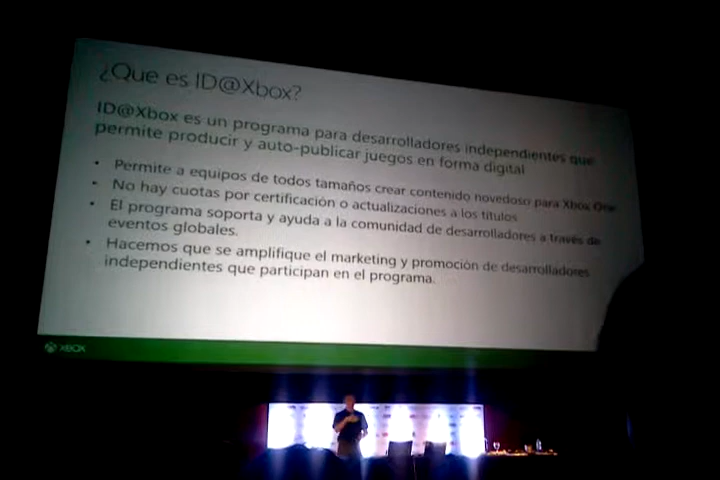 ¿Que es ID@Xbox?
ID@Xbox es un programa para desarrolladores independientes que
permite producir y auto-publicar juegos en forma digital
• Permite a equipos de todos tamaños crear contenido novedoso para Xbox One
• No hay cuotas por certificación o actualizaciones a los títulos
• El programa soporta y ayuda a la comunidad de desarrolladores a través de
eventos globales.
• Hacemos que se amplifique el marketing y promoción de desarrolladores
independientes que participan en el programa.
XBOX